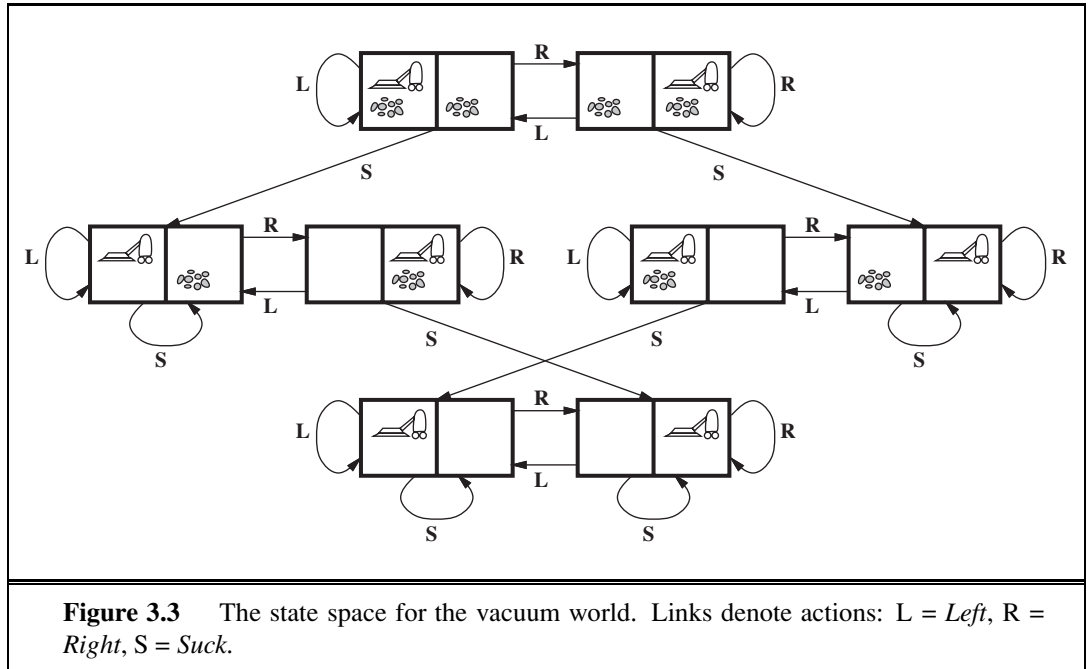 R
L R
L
S S
R R
L R L R
L L
S S
S S
R
L R
L
S S
Figure 3.3 The state space for the vacuum world. Links denote actions: L = Left, R =
Right, S = Suck.